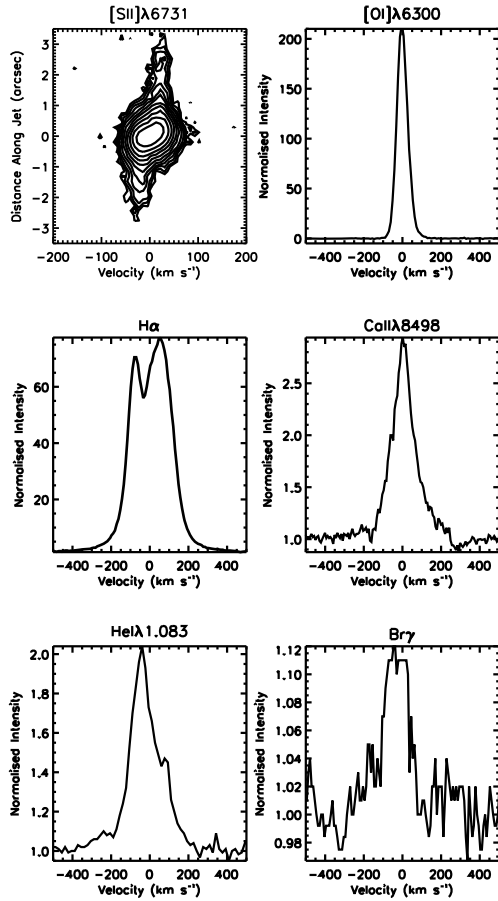 [SII]λ6731
[OI]λ6300
Distance Along Jet (arcsec)
3
2
1
0
-1
-2
-3
-200 -100 0 100 200
Velocity (km s⁻¹)
Normalised Intensity
200
150
100
50
0
-400 -200 0 200 400
Velocity (km s⁻¹)
Hα
CaIIλ8498
Normalised Intensity
60
40
20
-400 -200 0 200 400
Velocity (km s⁻¹)
Normalised Intensity
2.5
2.0
1.5
1.0
-400 -200 0 200 400
Velocity (km s⁻¹)
HeIλ1.083
Brγ
Normalised Intensity
2.0
1.8
1.6
1.4
1.2
1.0
-400 -200 0 200 400
Velocity (km s⁻¹)
Normalised Intensity
1.12
1.10
1.08
1.06
1.04
1.02
1.00
0.98
-400 -200 0 200 400
Velocity (km s⁻¹)